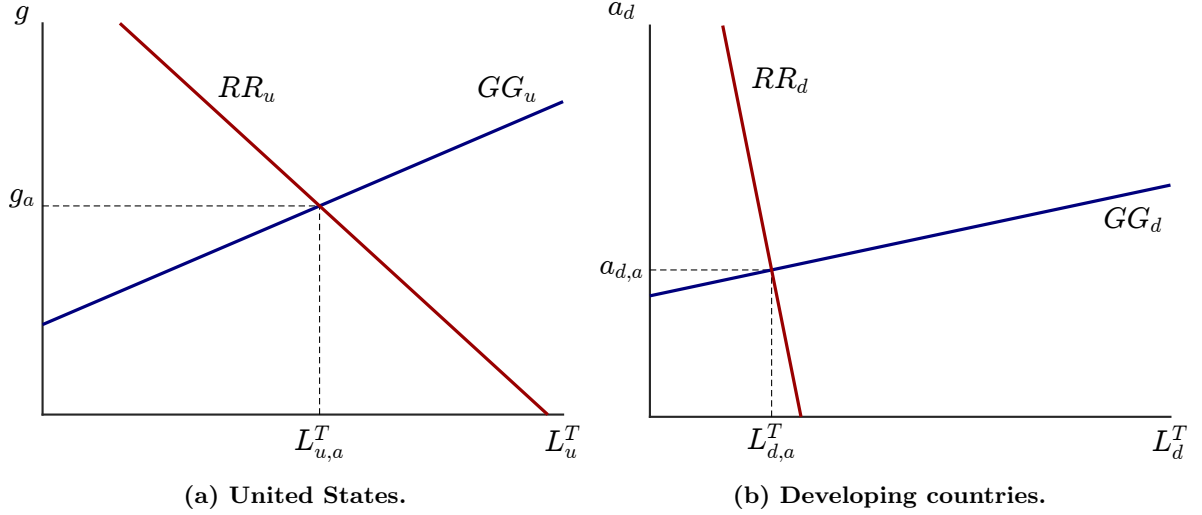 g
RR_u
GG_u
g_a
L^T_{u,a}
L^T_u
(a) United States.
a_d
RR_d
GG_d
a_{d,a}
L^T_{d,a}
L^T_d
(b) Developing countries.